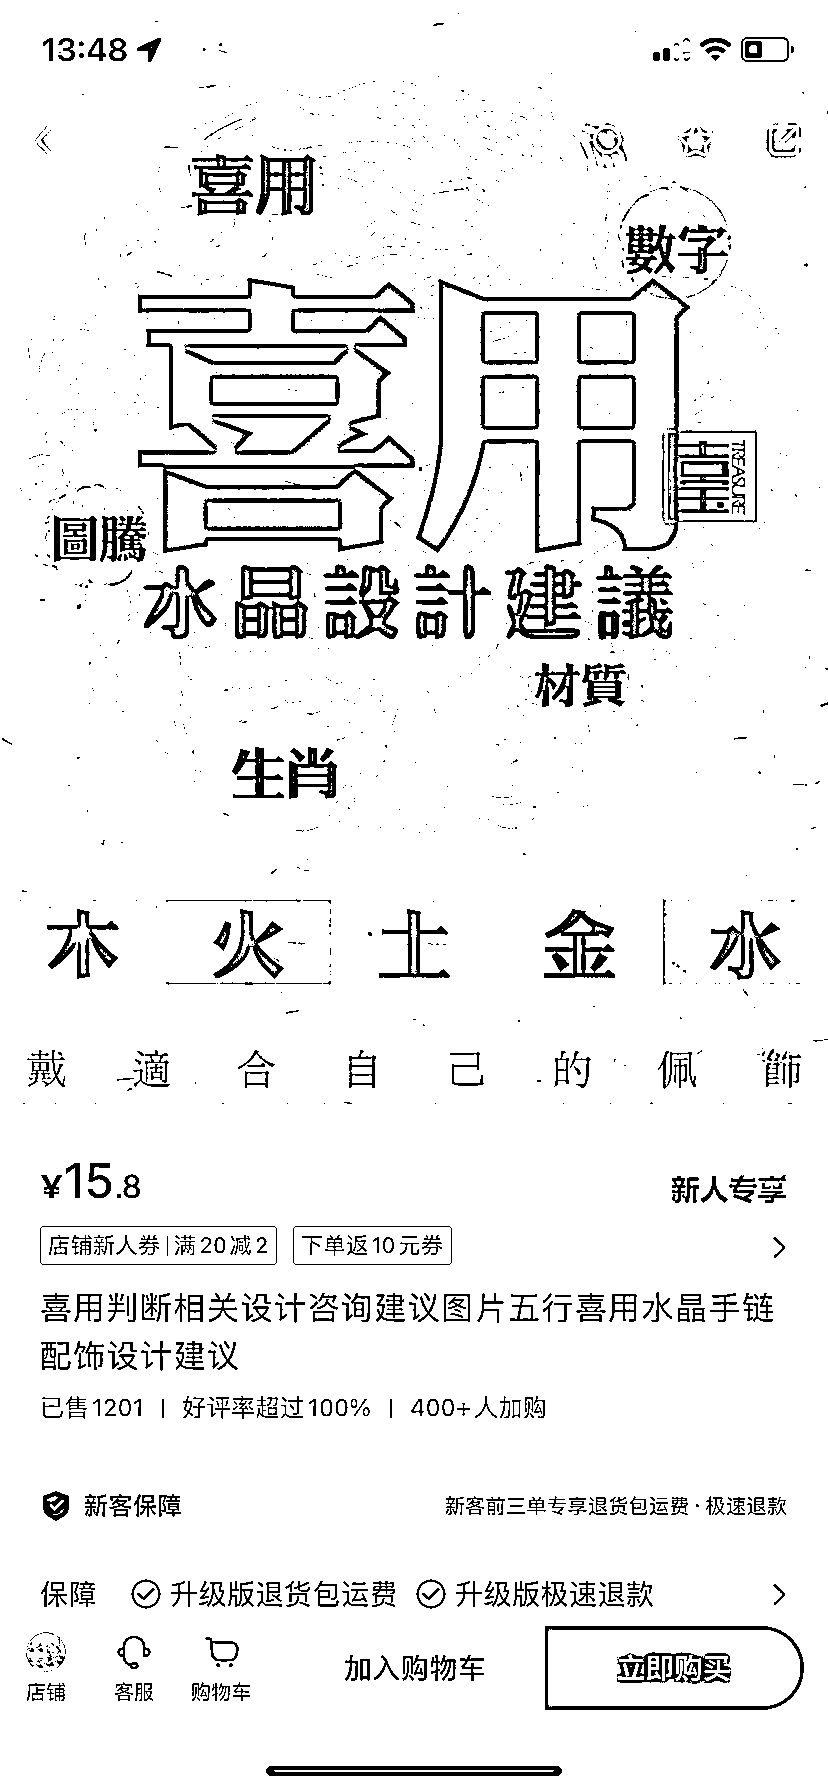 13:48
喜用
數字
喜用
TREASURE
圖騰
水晶設計建議
材質
生肖
木 火 土 金 水
戴適合自己的佩飾
¥15.8 新人专享
店铺新人券|满20减2 下单返10元券
喜用判断相关设计咨询建议图片五行喜用水晶手链
配饰设计建议
已售1201 | 好评率超过100% | 400+人加购
新客保障 新客前三单专享退货包运费·极速退款
保障 升级版退货包运费 升级版极速退款
店铺 客服 购物车 加入购物车 立即购买